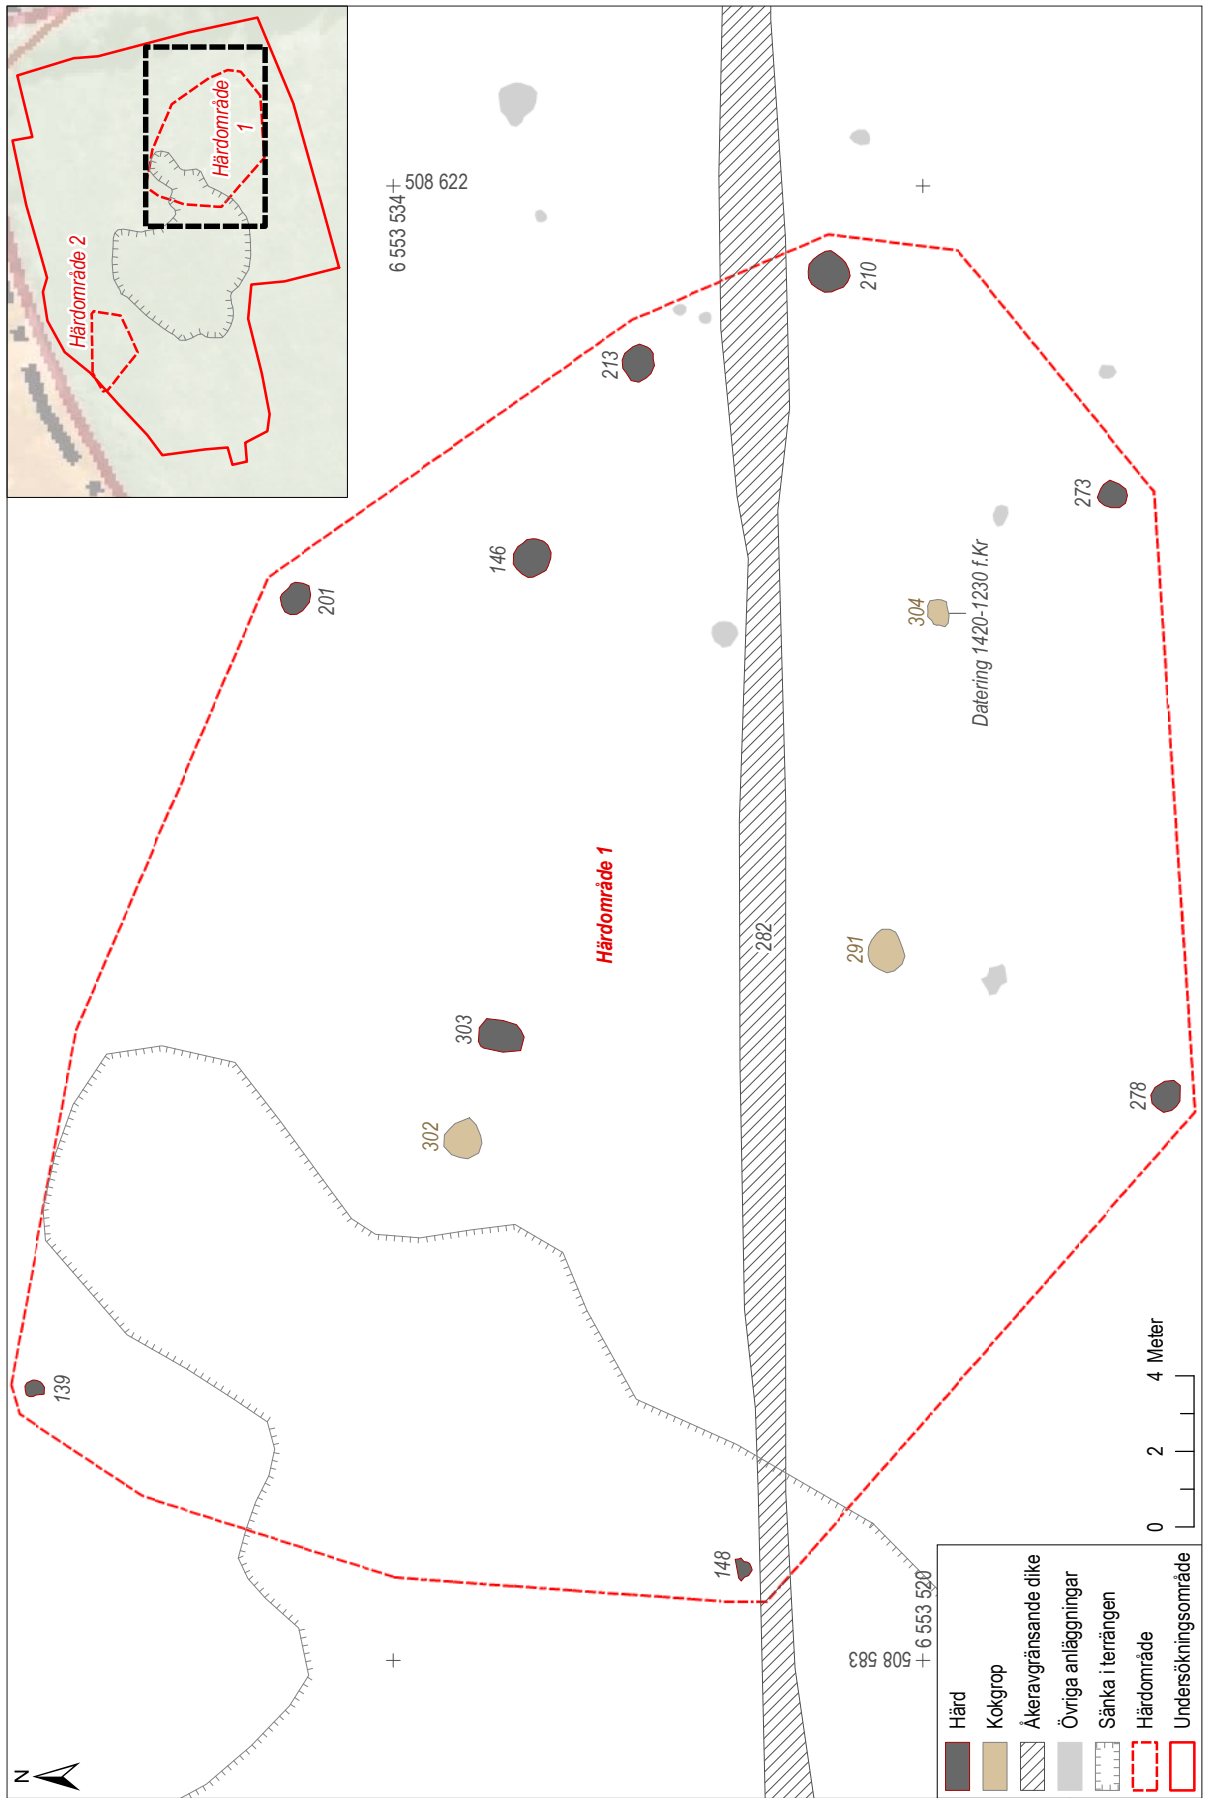 N
139
148
302
303
201
146
213
210
291
304
Datering 1420-1230 f.Kr
273
278
282
Härdområde 1
6 553 534
508 622
508 583
6 553 520
Härdområde 2
Härdområde
1
0 2 4 Meter
Härd
Kokgrop
Åkeravgränsande dike
Övriga anläggningar
Sänka i terrängen
Härdområde
Undersökningsområde